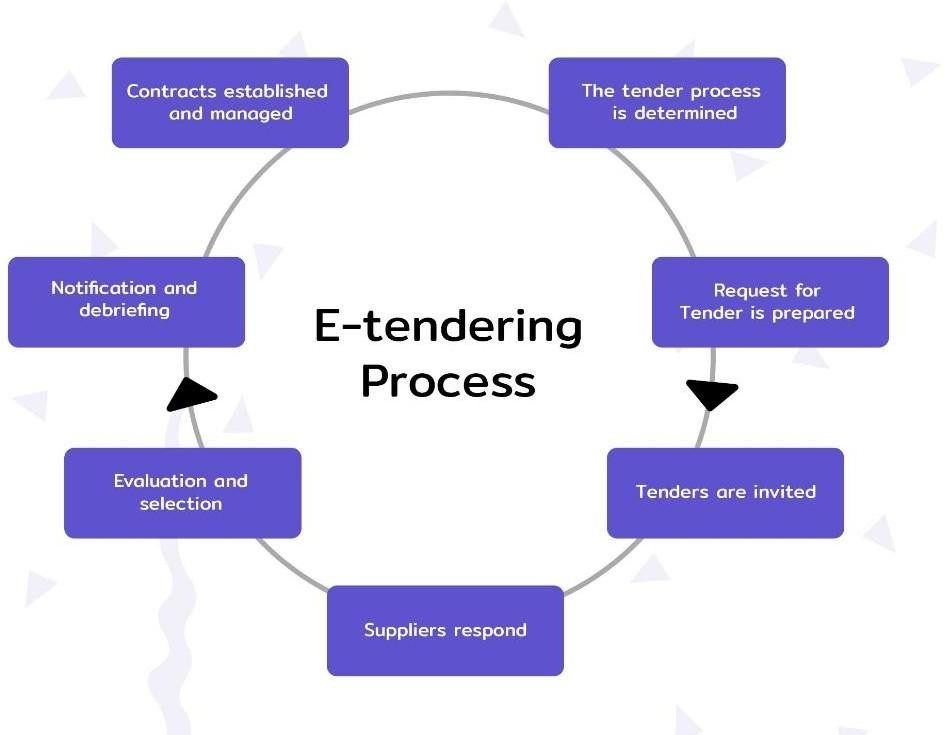 Contracts established
and managed
The tender process
is determined
Notification and
debriefing
Request for
Tender is prepared
E-tendering
Process
Evaluation and
selection
Tenders are invited
Suppliers respond